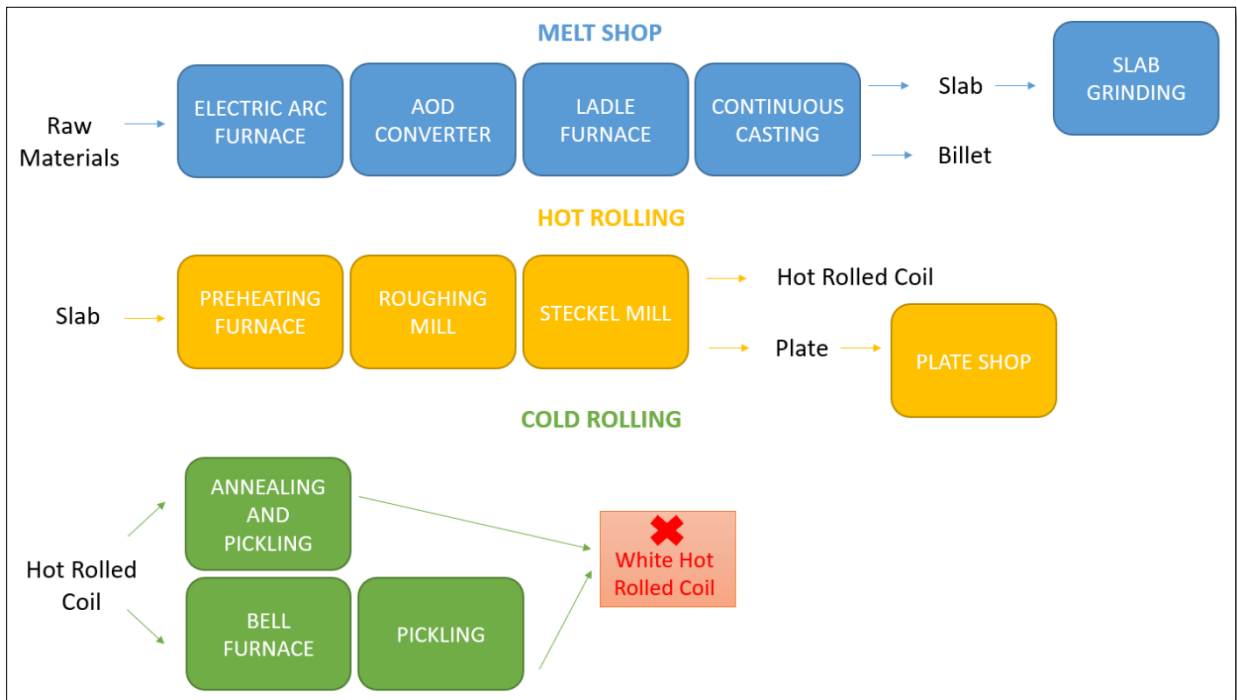 MELT SHOP
Raw
Materials
ELECTRIC ARC
FURNACE
AOD
CONVERTER
LADLE
FURNACE
CONTINUOUS
CASTING
Slab
Billet
SLAB
GRINDING
HOT ROLLING
Slab
PREHEATING
FURNACE
ROUGHING
MILL
STECKEL MILL
Hot Rolled Coil
Plate
PLATE SHOP
COLD ROLLING
Hot Rolled
Coil
ANNEALING
AND
PICKLING
BELL
FURNACE
PICKLING
White Hot
Rolled Coil